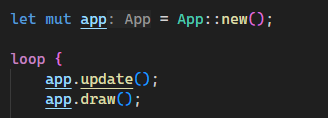 let mut app: App = App::new();
loop {
app.update();
app.draw();